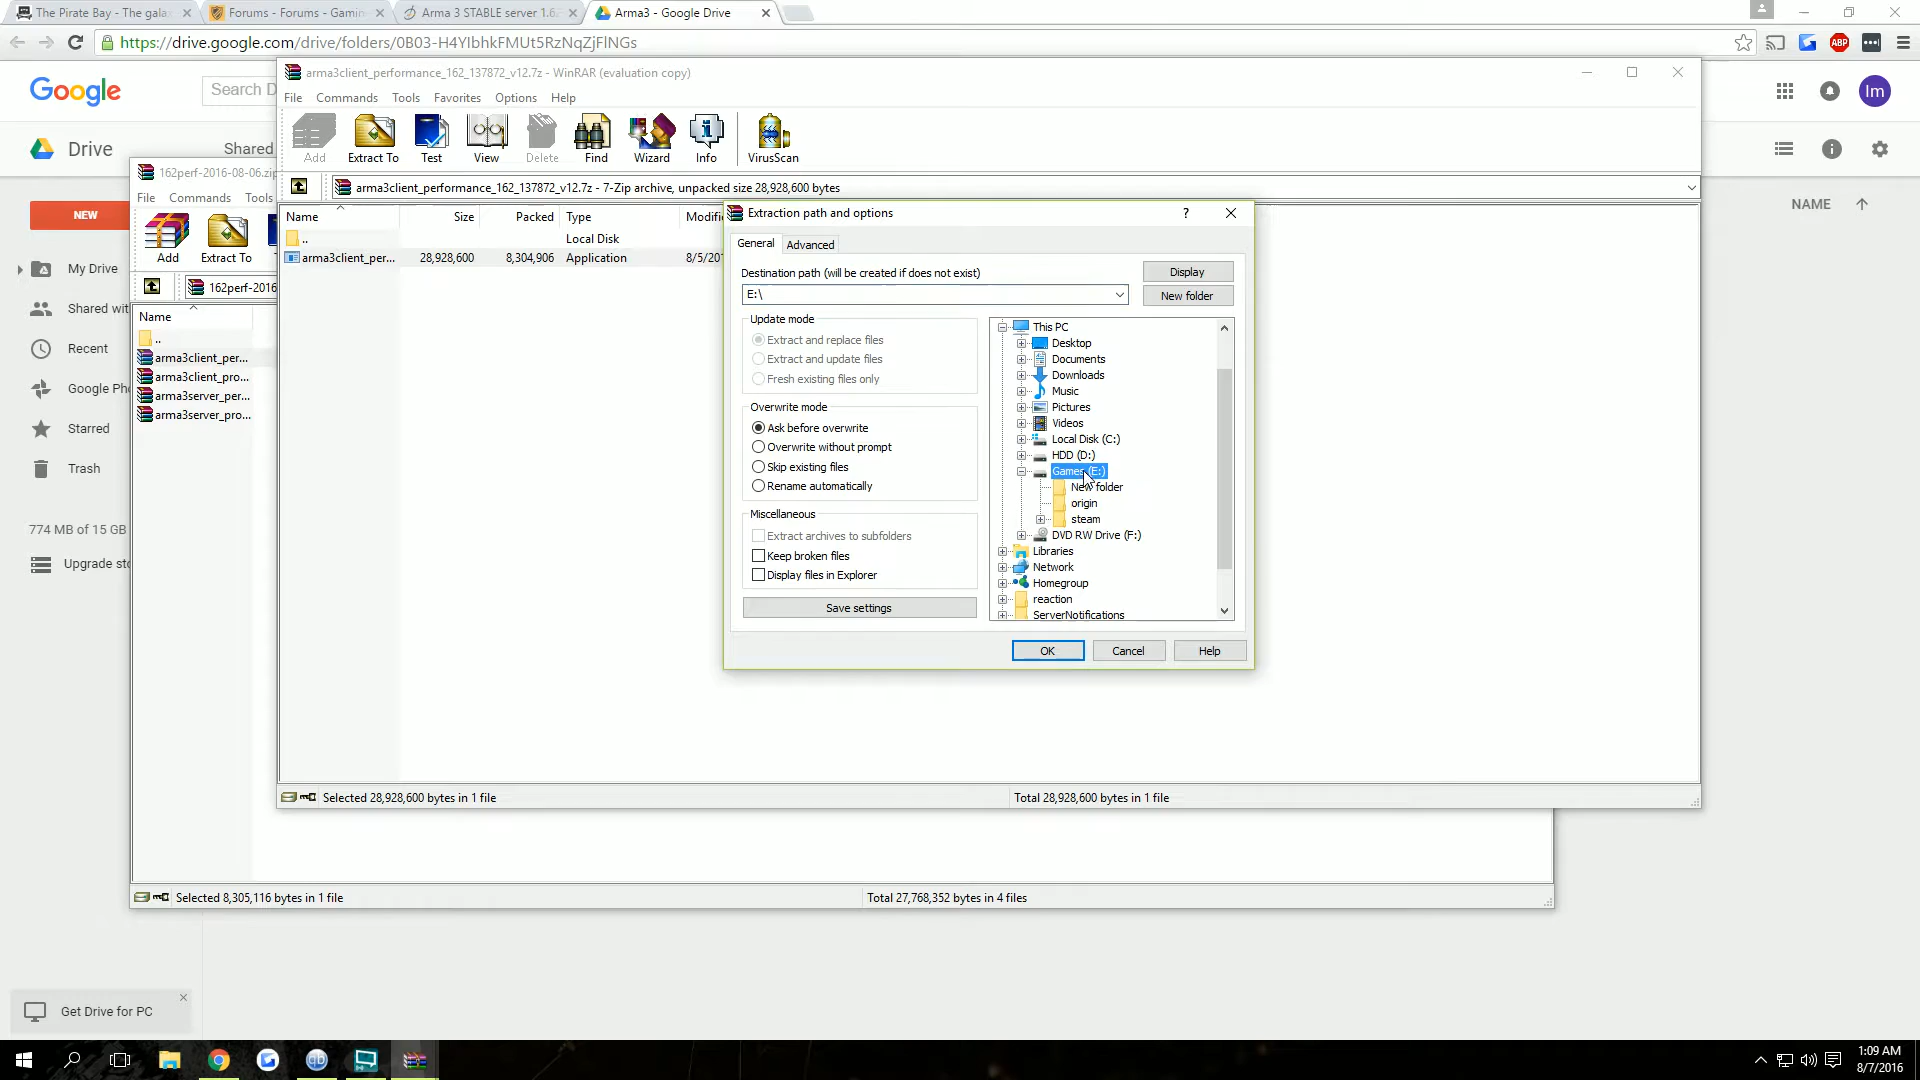 The Pirate Bay - The gala
Forums - Forums - Gamin
Arma 3 STABLE server 1.6
Arma3 - Google Drive
https://drive.google.com/drive/folders/0B03-H4YIbhkFMUt5RzNqZjFlNGs
ABP
Google
Search D
Im
Drive
Shared
NEW
My Drive
Shared wit
Recent
Google Pho
Starred
Trash
774 MB of 15 GB
Upgrade sto
Get Drive for PC
NAME
162perf-2016-08-06.zip
File Commands Tools
Add
Extract To
162perf-2016
Name
..
arma3client_per...
arma3client_pro...
arma3server_per...
arma3server_pro...
Selected 8,305,116 bytes in 1 file
Total 27,768,352 bytes in 4 files
arma3client_performance_162_137872_v12.7z - WinRAR (evaluation copy)
File Commands Tools Favorites Options Help
Add Extract To Test View Delete Find Wizard Info VirusScan
arma3client_performance_162_137872_v12.7z - 7-Zip archive, unpacked size 28,928,600 bytes
Name Size Packed Type Modifi
.. Local Disk
arma3client_per... 28,928,600 8,304,906 Application 8/5/20
Selected 28,928,600 bytes in 1 file
Total 28,928,600 bytes in 1 file
Extraction path and options
?
General
Advanced
Destination path (will be created if does not exist)
E:\
Display
New folder
Update mode
Extract and replace files
Extract and update files
Fresh existing files only
Overwrite mode
Ask before overwrite
Overwrite without prompt
Skip existing files
Rename automatically
Miscellaneous
Extract archives to subfolders
Keep broken files
Display files in Explorer
Save settings
This PC
Desktop
Documents
Downloads
Music
Pictures
Videos
Local Disk (C:)
HDD (D:)
Games (E:)
New folder
origin
steam
DVD RW Drive (F:)
Libraries
Network
Homegroup
reaction
ServerNotifications
OK
Cancel
Help
1:09 AM
8/7/2016